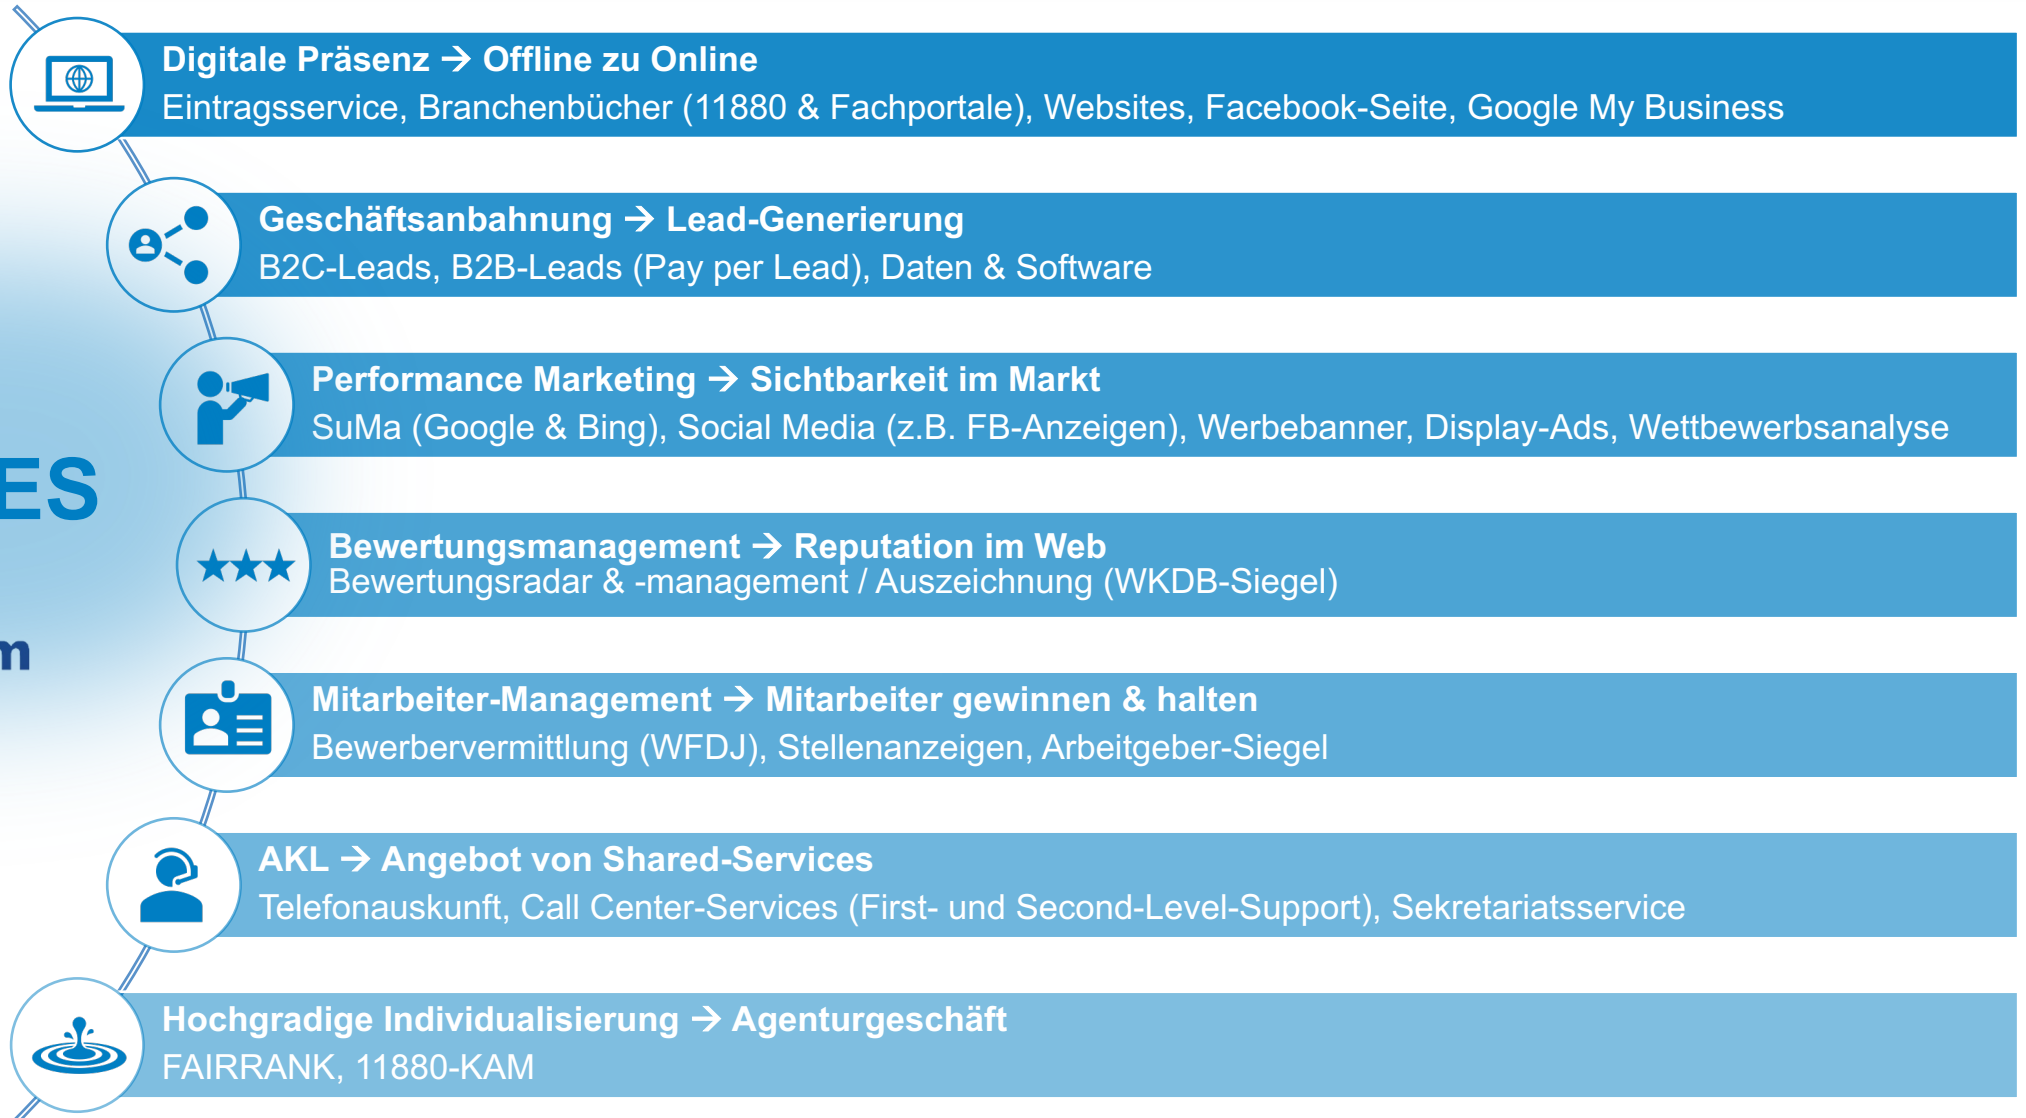 Digitale Präsenz → Offline zu Online
Eintragsservice, Branchenbücher (11880 & Fachportale), Websites, Facebook-Seite, Google My Business
Geschäftsanbahnung → Lead-Generierung
B2C-Leads, B2B-Leads (Pay per Lead), Daten & Software
Performance Marketing → Sichtbarkeit im Markt
SuMa (Google & Bing), Social Media (z.B. FB-Anzeigen), Werbebanner, Display-Ads, Wettbewerbsanalyse
ES
Bewertungsmanagement → Reputation im Web
Bewertungsradar & -management / Auszeichnung (WKDB-Siegel)
m
Mitarbeiter-Management → Mitarbeiter gewinnen & halten
Bewerbervermittlung (WFDJ), Stellenanzeigen, Arbeitgeber-Siegel
AKL → Angebot von Shared-Services
Telefonauskunft, Call Center-Services (First- und Second-Level-Support), Sekretariatsservice
Hochgradige Individualisierung → Agenturgeschäft
FAIRRANK, 11880-KAM